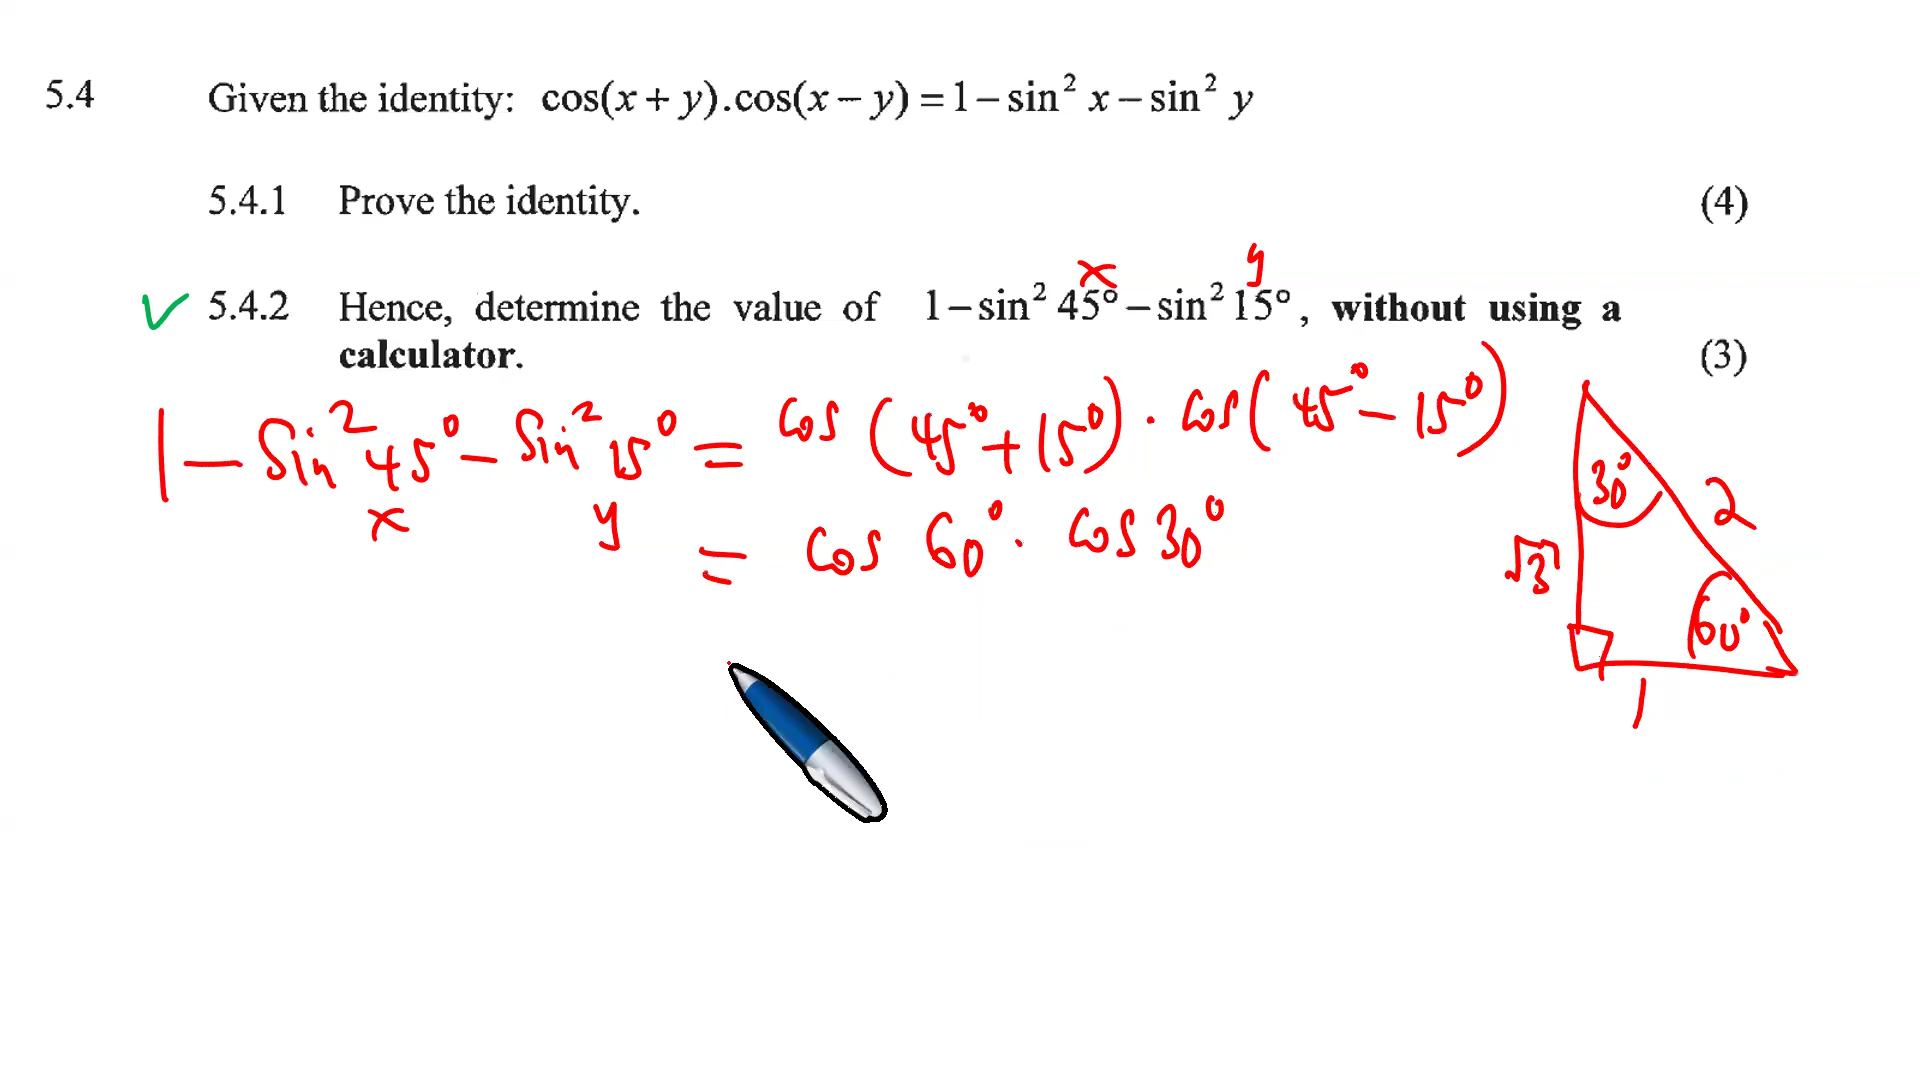 5.4 Given the identity: cos(x + y).cos(x − y) = 1 − sin² x − sin² y
5.4.1 Prove the identity. (4)
x y
5.4.2 Hence, determine the value of 1 − sin² 45° − sin² 15°, without using a
calculator. (3)
1 − Sin² 45° − Sin² 15° = Cos (45° + 15°) · Cos (45° − 15°)
x y
= Cos 60° · Cos 30°
30°
2
√3
60°
1